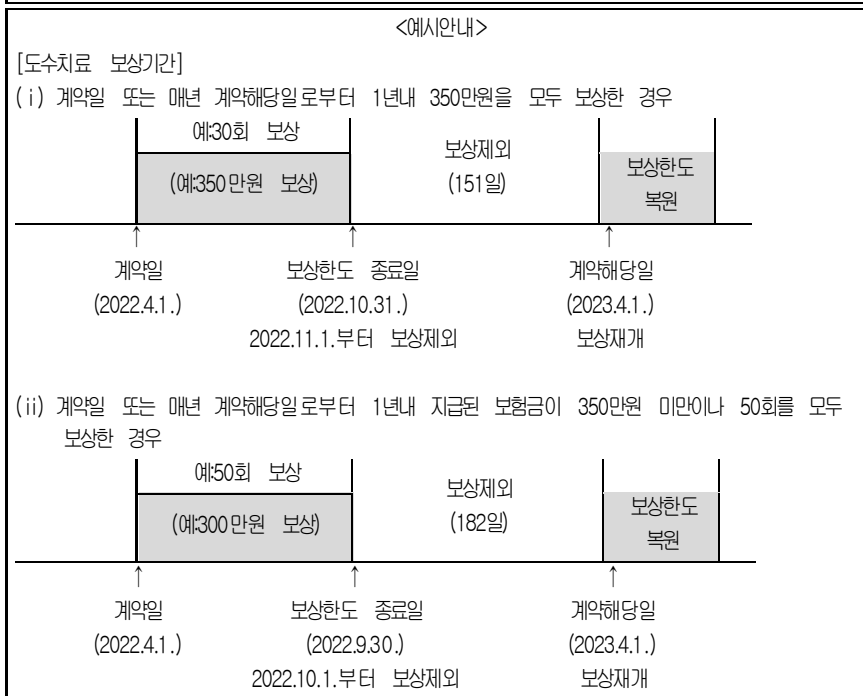 <예시안내>
[도수치료 보상기간]
(ⅰ) 계약일 또는 매년 계약해당일로부터 1년내 350만원을 모두 보상한 경우
예:30회 보상
(예:350만원 보상)
보상제외
(151일)
보상한도
복원
↑ ↑ ↑
계약일 보상한도 종료일 계약해당일
(2022.4.1.) (2022.10.31.) (2023.4.1.)
2022.11.1.부터 보상제외 보상재개
(ⅱ) 계약일 또는 매년 계약해당일로부터 1년내 지급된 보험금이 350만원 미만이나 50회를 모두
보상한 경우
예:50회 보상
(예:300만원 보상)
보상제외
(182일)
보상한도
복원
↑ ↑ ↑
계약일 보상한도 종료일 계약해당일
(2022.4.1.) (2022.9.30.) (2023.4.1.)
2022.10.1.부터 보상제외 보상재개